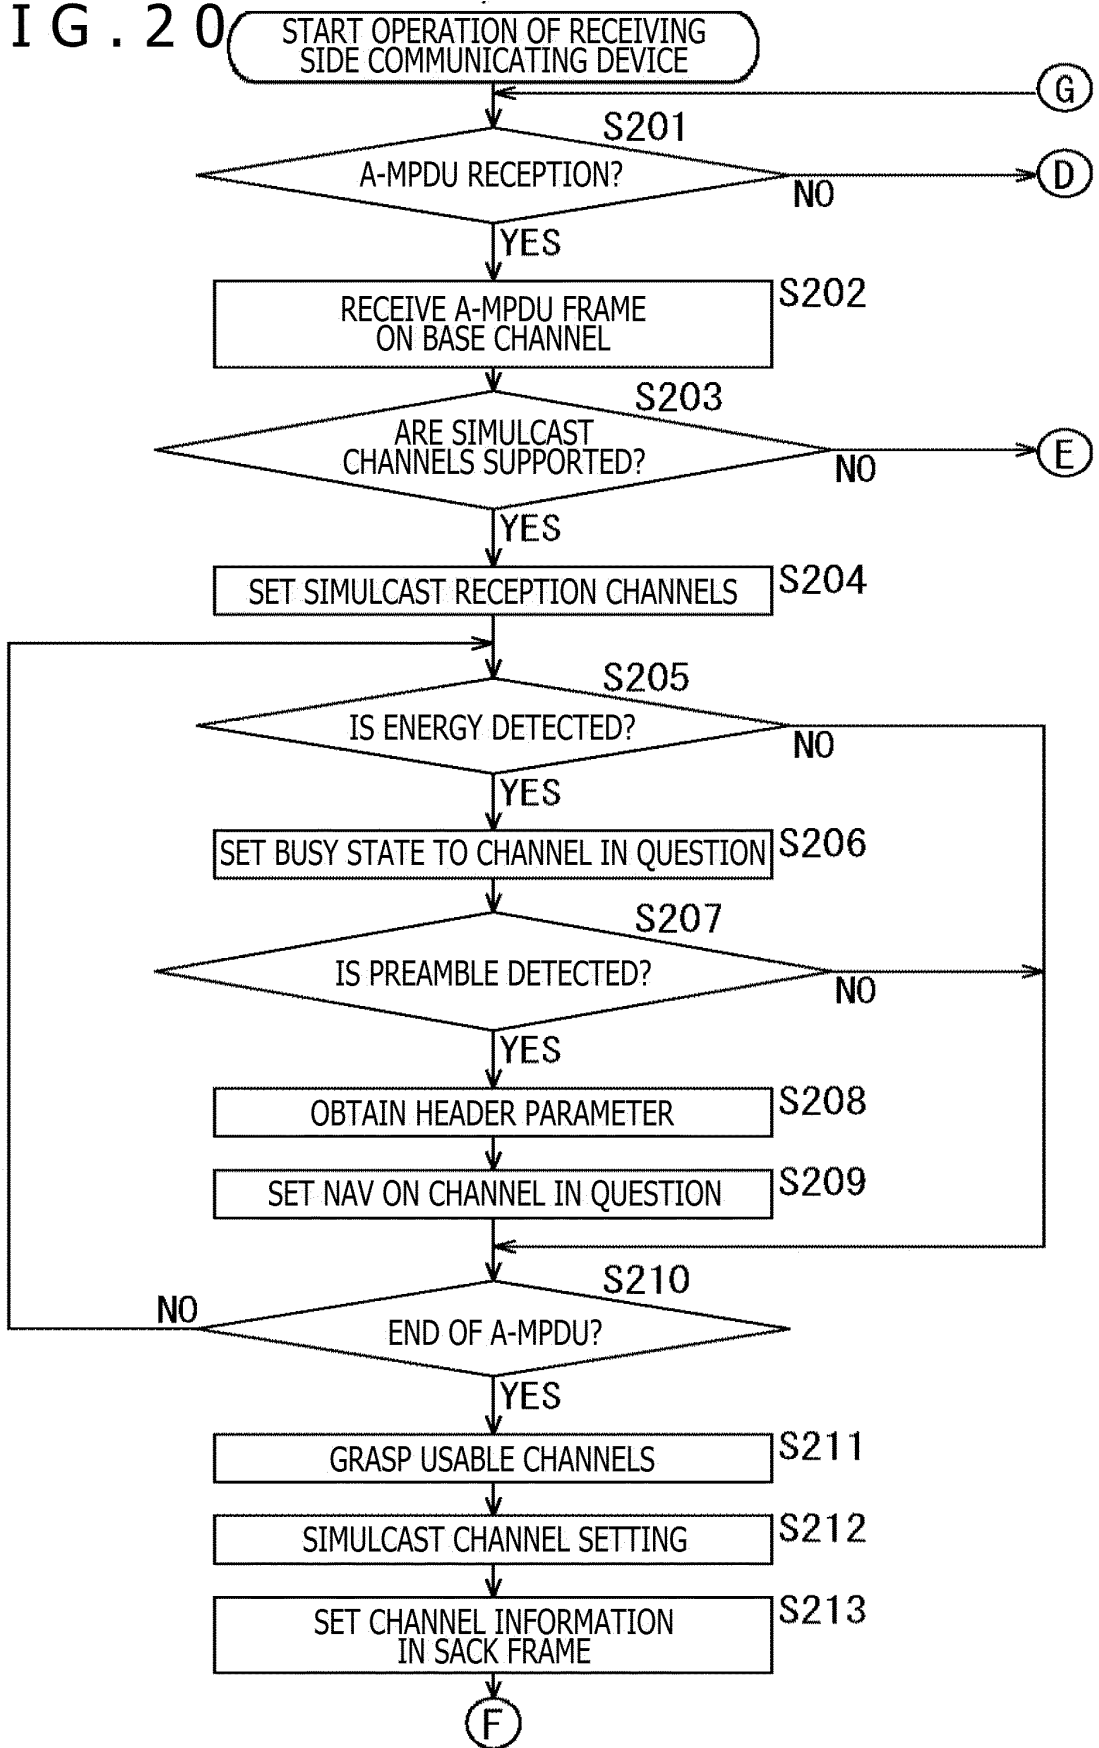 IG.20
START OPERATION OF RECEIVING
SIDE COMMUNICATING DEVICE
G
S201
A-MPDU RECEPTION?
D
NO
YES
S202
RECEIVE A-MPDU FRAME
ON BASE CHANNEL
S203
ARE SIMULCAST
CHANNELS SUPPORTED?
E
NO
YES
S204
SET SIMULCAST RECEPTION CHANNELS
S205
IS ENERGY DETECTED?
NO
YES
S206
SET BUSY STATE TO CHANNEL IN QUESTION
S207
IS PREAMBLE DETECTED?
NO
YES
S208
OBTAIN HEADER PARAMETER
S209
SET NAV ON CHANNEL IN QUESTION
S210
NO
END OF A-MPDU?
YES
S211
GRASP USABLE CHANNELS
S212
SIMULCAST CHANNEL SETTING
S213
SET CHANNEL INFORMATION
IN SACK FRAME
F